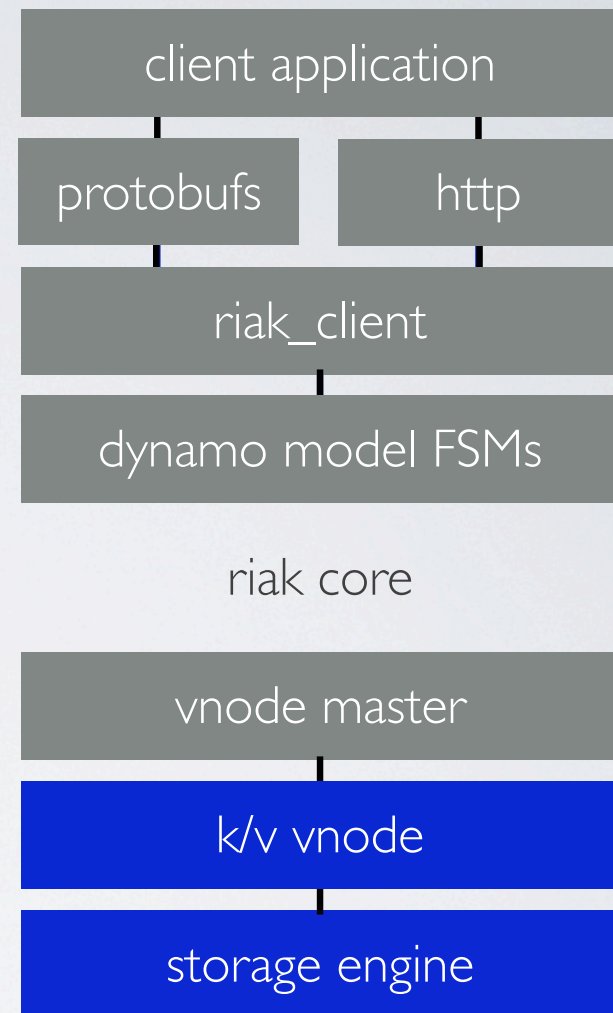 client application
protobufs
http
riak_client
dynamo model FSMs
riak core
vnode master
k/v vnode
storage engine